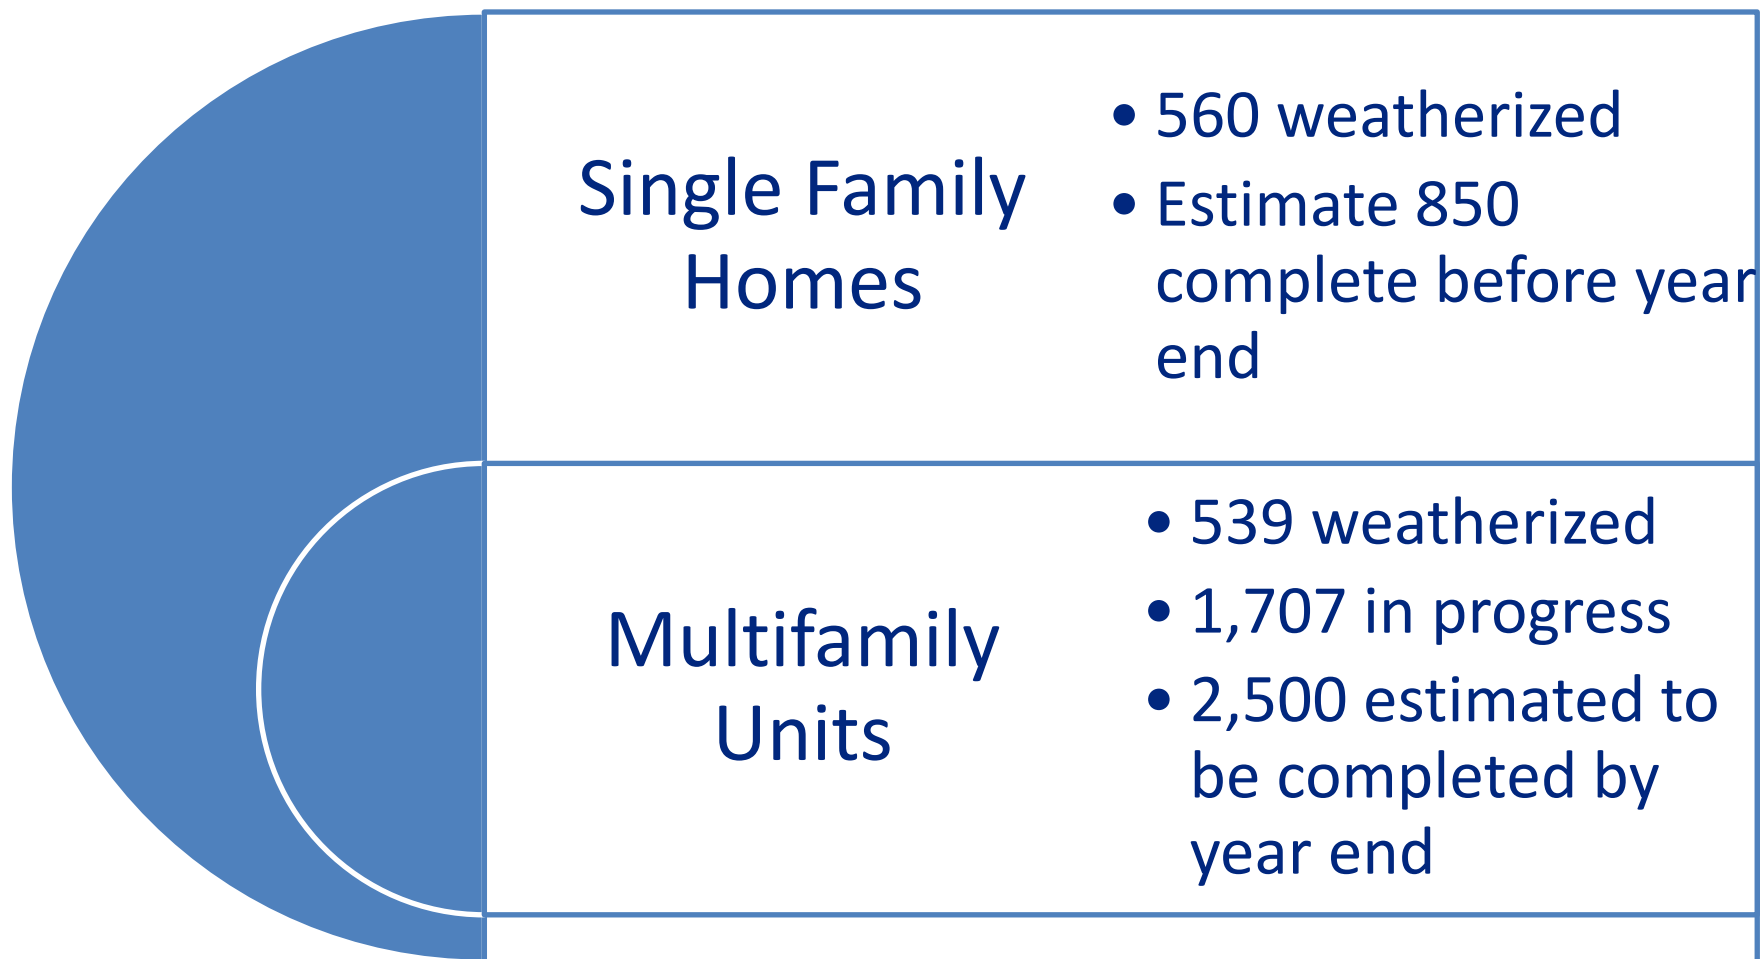 Single Family
Homes
• 560 weatherized
• Estimate 850
complete before year
end
Multifamily
Units
• 539 weatherized
• 1,707 in progress
• 2,500 estimated to
be completed by
year end